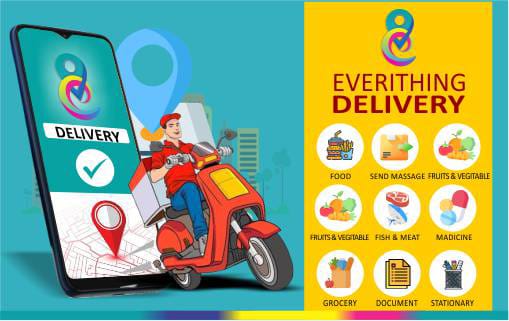 DELIVERY
EVERITHING
DELIVERY
FOOD
SEND MASSAGE
FRUITS & VEGITABLE
FRUITS & VEGITABLE
FISH & MEAT
MADICINE
GROCERY
DOCUMENT
STATIONARY